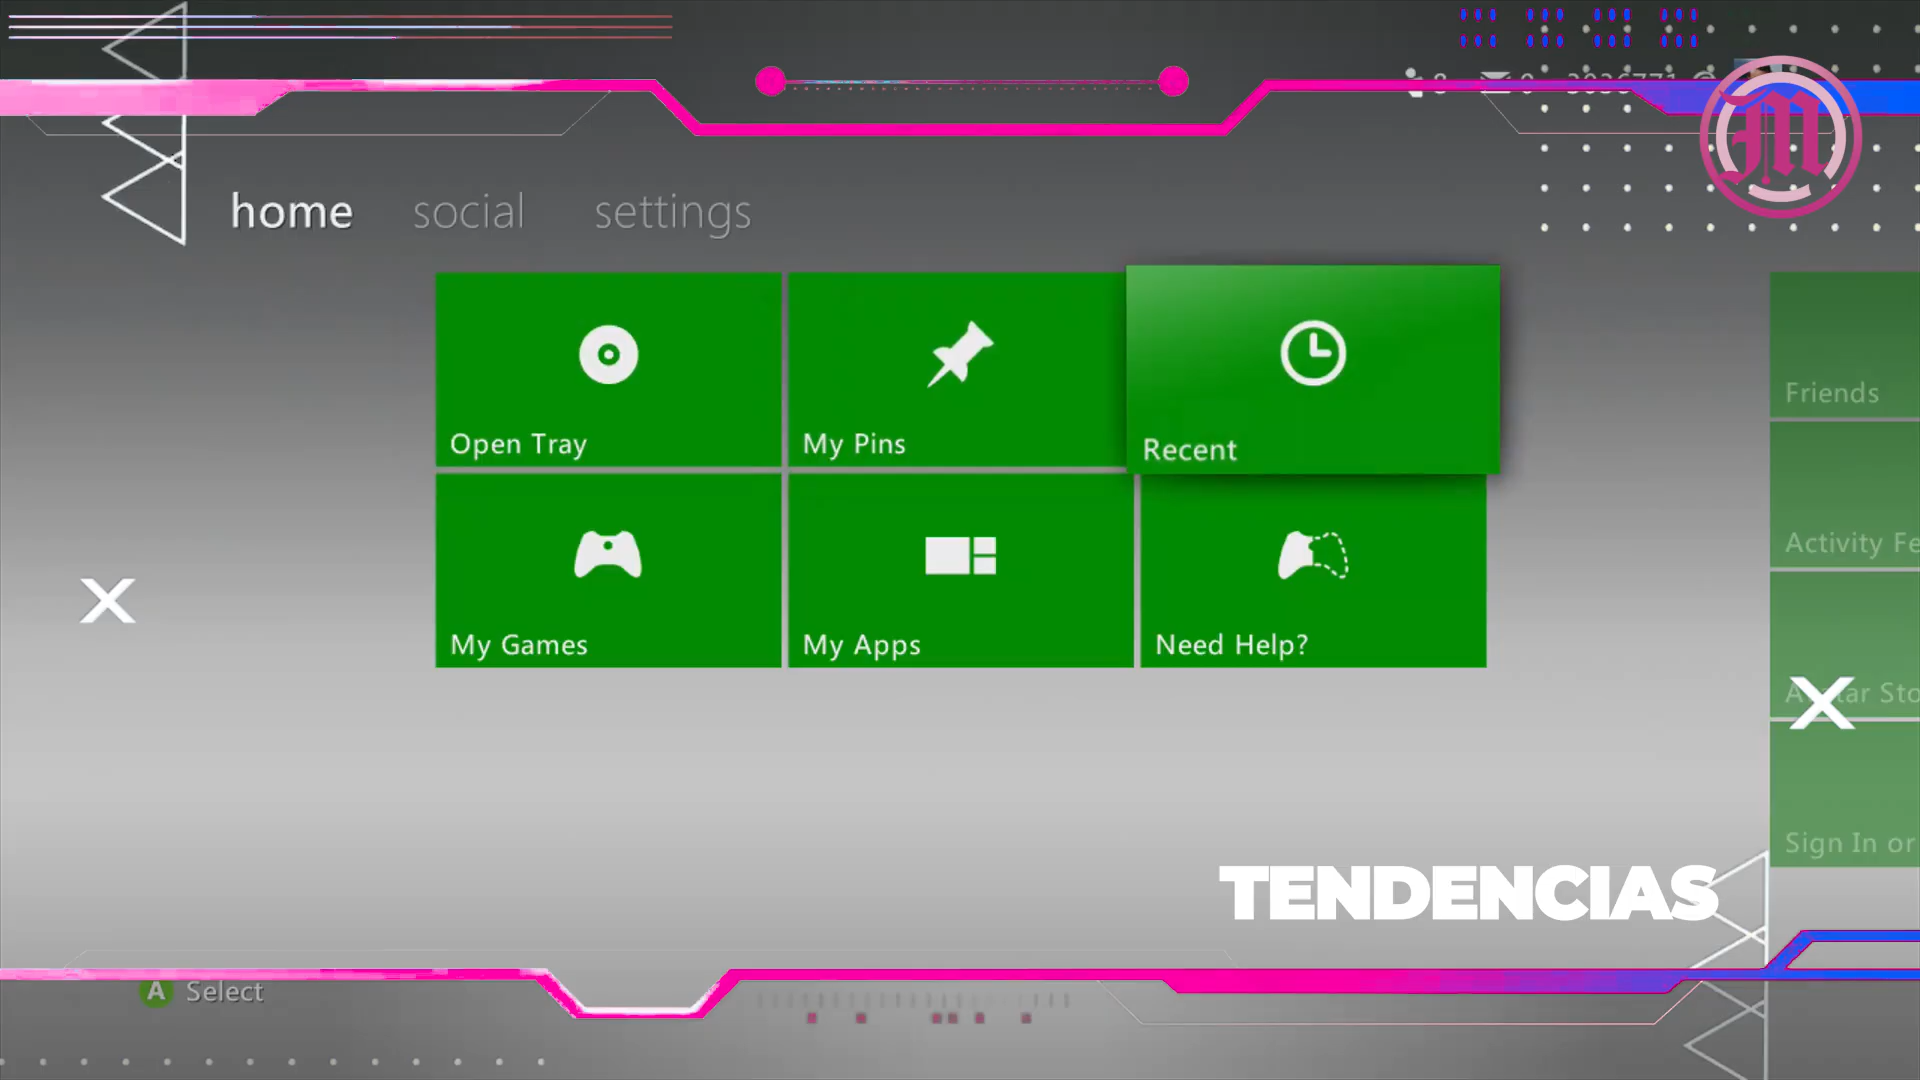 home social settings
Open Tray
My Pins
Recent
Friends
My Games
My Apps
Need Help?
Activity Fe
Sign In or
TENDENCIAS
A Select